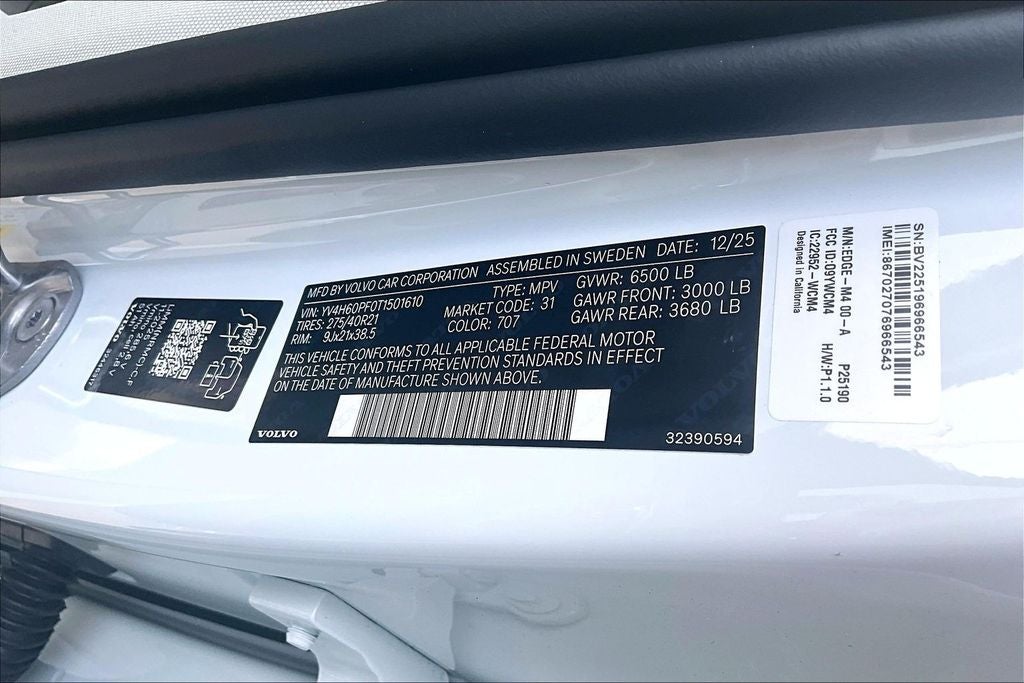 MFD BY VOLVO CAR CORPORATION ASSEMBLED IN SWEDEN DATE: 12/25
VIN: YV4H60PF0T1501610 TYPE: MPV GVWR: 6500 LB
TIRES: 275/40R21 MARKET CODE: 31 GAWR FRONT: 3000 LB
RIM: 9Jx21x38.5 COLOR: 707 GAWR REAR: 3680 LB
THIS VEHICLE CONFORMS TO ALL APPLICABLE FEDERAL MOTOR
VEHICLE SAFETY AND THEFT PREVENTION STANDARDS IN EFFECT
ON THE DATE OF MANUFACTURE SHOWN ABOVE.
VOLVO
32390594
SN:BV22519896966543
IMEI:867027076966543
M/N:EDGE-M4 00-A P25190
FCC ID:O9YWCM4 H/W:P1.1.0
IC:22952-WCM4
Designed in California